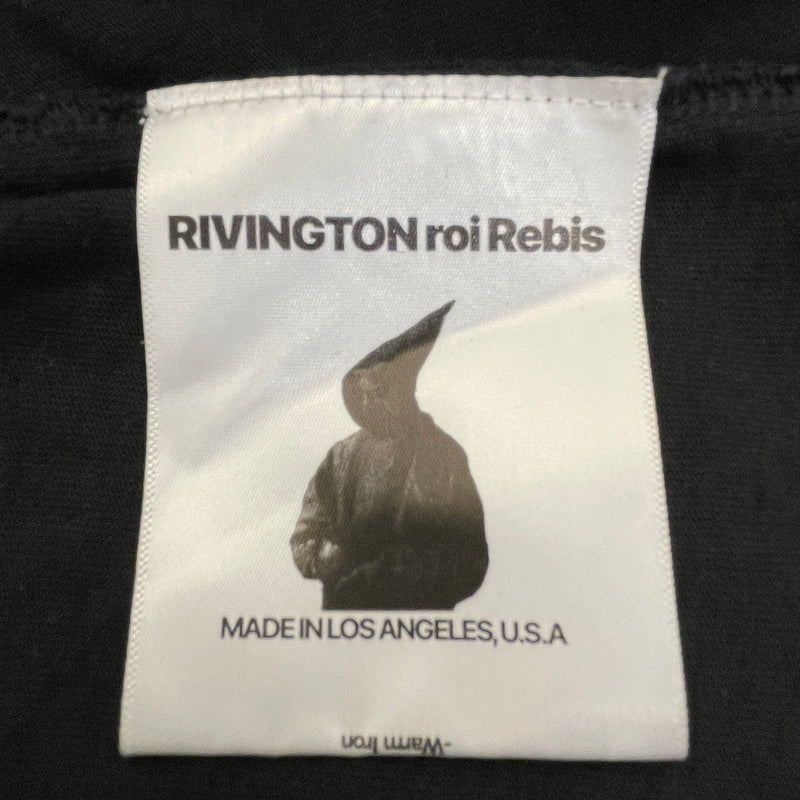 RIVINGTON roi Rebis
MADE IN LOS ANGELES, U.S.A
-Warm Iron